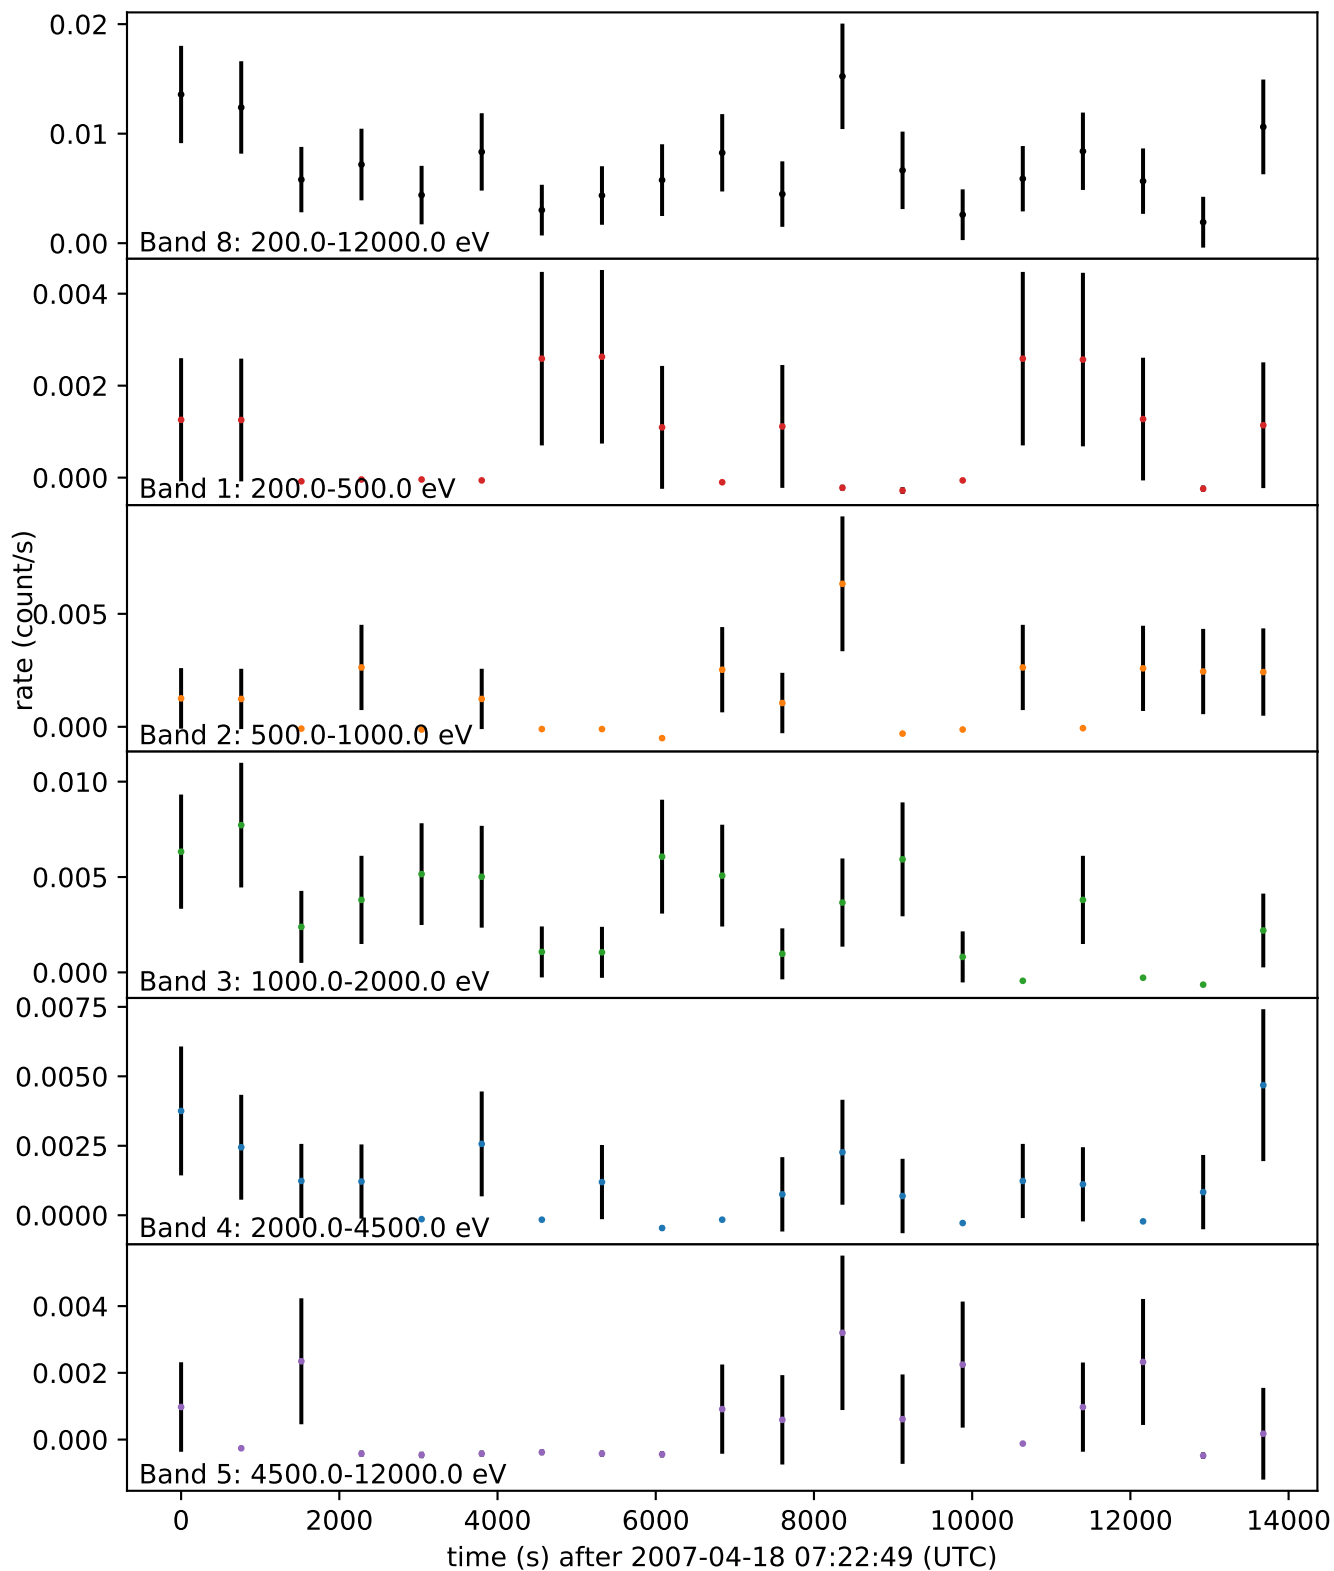 0.02
0.01
0.00
Band 8: 200.0-12000.0 eV
0.004
0.002
0.000
Band 1: 200.0-500.0 eV
rate (count/s)
0.005
0.000
Band 2: 500.0-1000.0 eV
0.010
0.005
0.000
Band 3: 1000.0-2000.0 eV
0.0075
0.0050
0.0025
0.0000
Band 4: 2000.0-4500.0 eV
0.004
0.002
0.000
Band 5: 4500.0-12000.0 eV
0 2000 4000 6000 8000 10000 12000 14000
time (s) after 2007-04-18 07:22:49 (UTC)